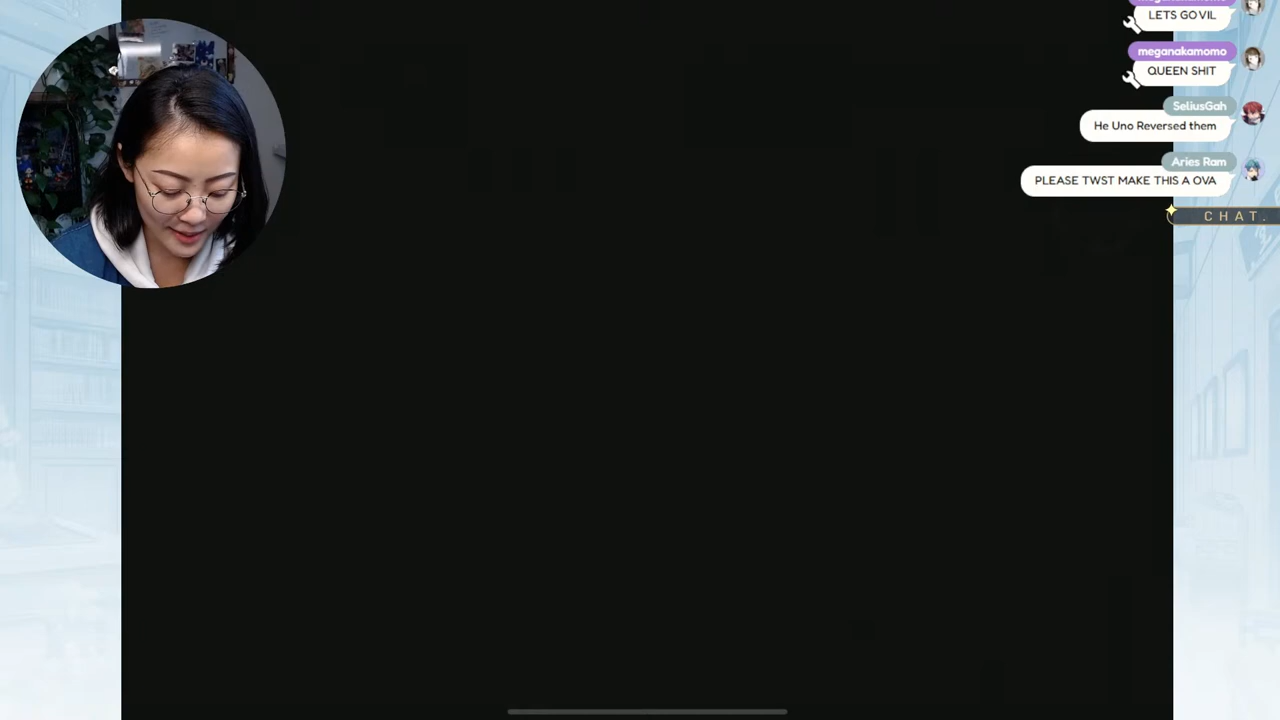 meganakamomo
LETS GO VIL
meganakamomo
QUEEN SHIT
SeliusGah
He Uno Reversed them
Aries Ram
PLEASE TWST MAKE THIS A OVA
CHAT.